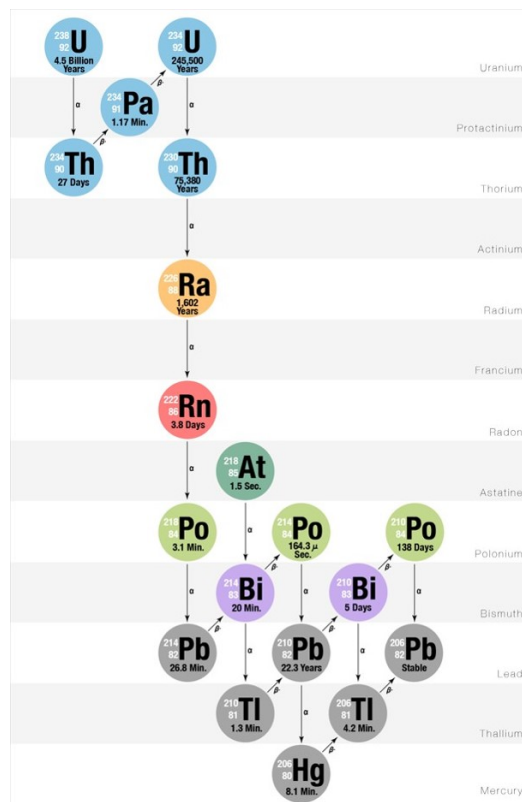 238
92
U
4.5 Billion
Years
234
92
U
245,500
Years
Uranium
α
β-
234
91
Pa
1.17 Min.
α
Protactinium
β-
234
90
Th
27 Days
230
90
Th
75,380
Years
Thorium
α
Actinium
226
88
Ra
1,602
Years
Radium
α
Francium
222
86
Rn
3.8 Days
Radon
α
218
85
At
1.5 Sec.
Astatine
218
84
Po
3.1 Min.
α
214
84
Po
164.3 μ
Sec.
210
84
Po
138 Days
Polonium
β-
β-
α
214
83
Bi
20 Min.
α
210
83
Bi
5 Days
α
Bismuth
β-
β-
214
82
Pb
26.8 Min.
α
210
82
Pb
22.3 Years
α
206
82
Pb
Stable
Lead
β-
β-
210
81
Tl
1.3 Min.
α
206
81
Tl
4.2 Min.
Thallium
β-
206
80
Hg
8.1 Min.
Mercury